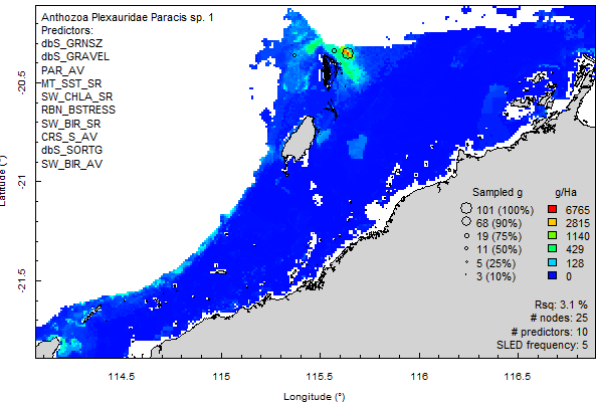 Anthozoa Plexauridae Paracis sp. 1
Predictors:
dbS_GRNSZ
dbS_GRAVEL
PAR_AV
MT_SST_SR
SW_CHLA_SR
RBN_BSTRESS
SW_BIR_SR
CRS_S_AV
dbS_SORTG
SW_BIR_AV
Latitude (°)
-20.5
-21
-21.5
Sampled g g/Ha
101 (100%) 6765
68 (90%) 2815
19 (75%) 1140
11 (50%) 429
5 (25%) 128
3 (10%) 0
Rsq: 3.1 %
# nodes: 25
# predictors: 10
SLED frequency: 5
114.5 115 115.5 116 116.5
Longitude (°)